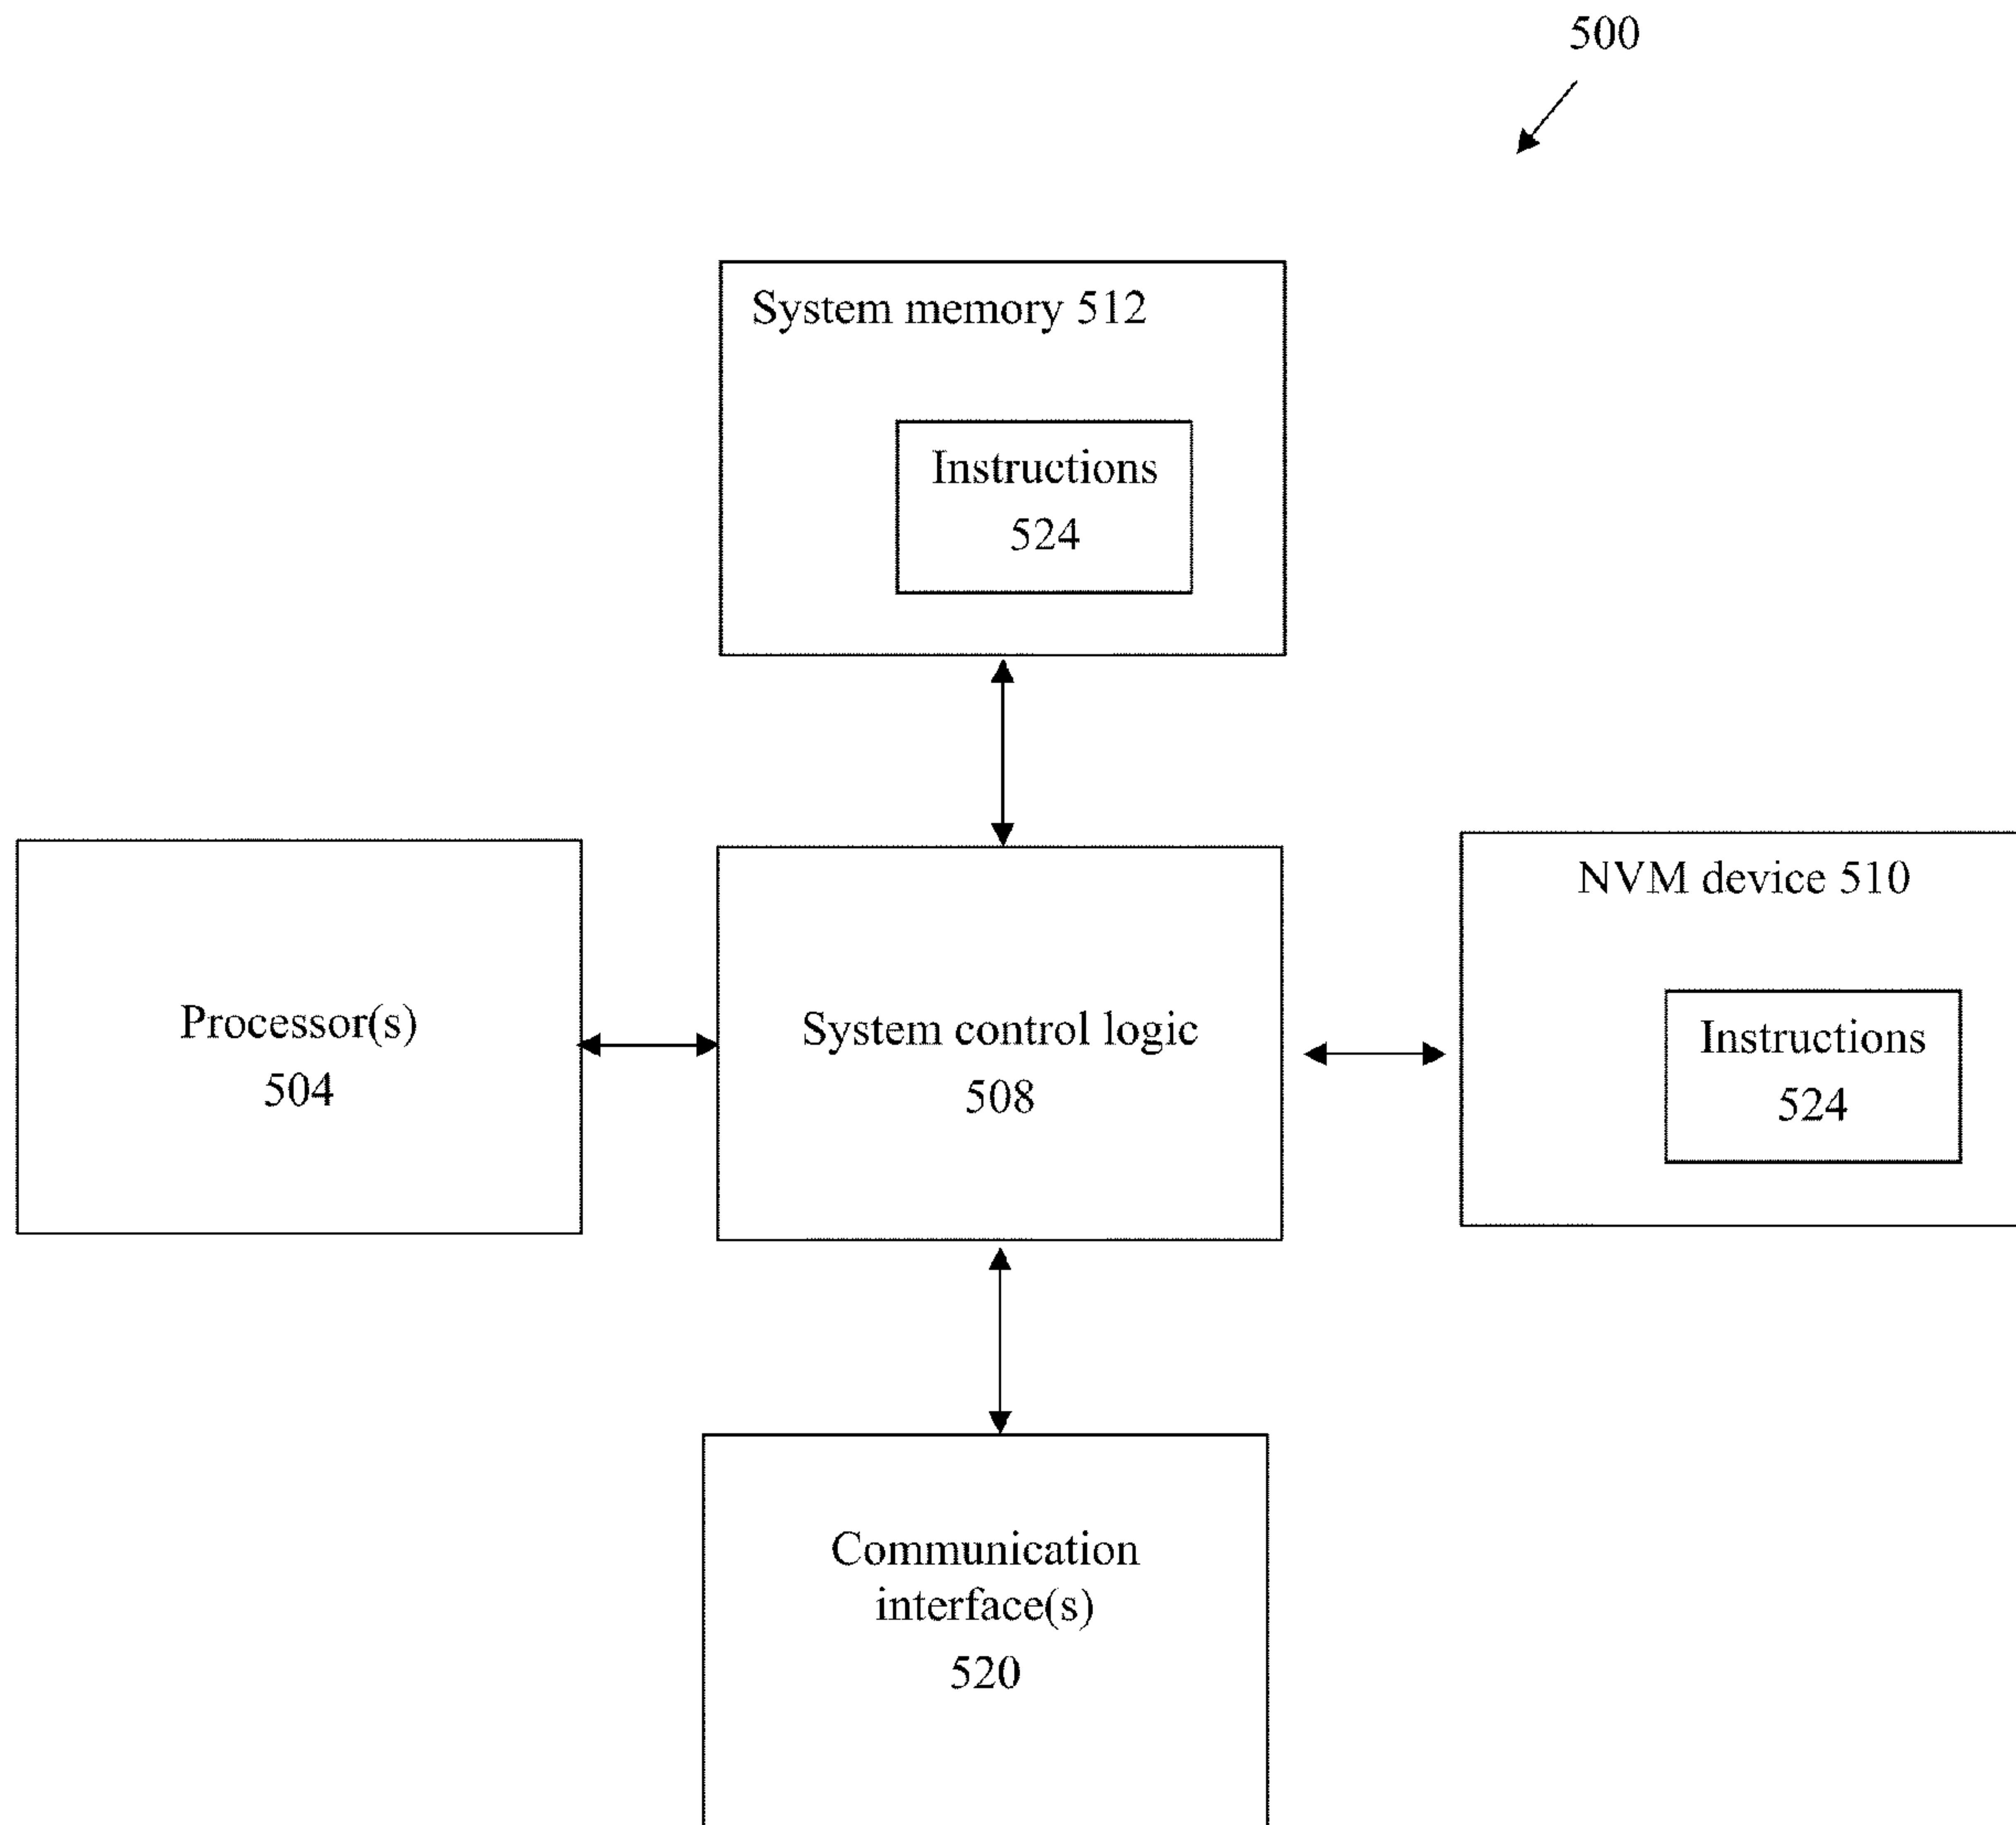 500
System memory 512
Instructions
524
Processor(s)
504
System control logic
508
NVM device 510
Instructions
524
Communication
interface(s)
520